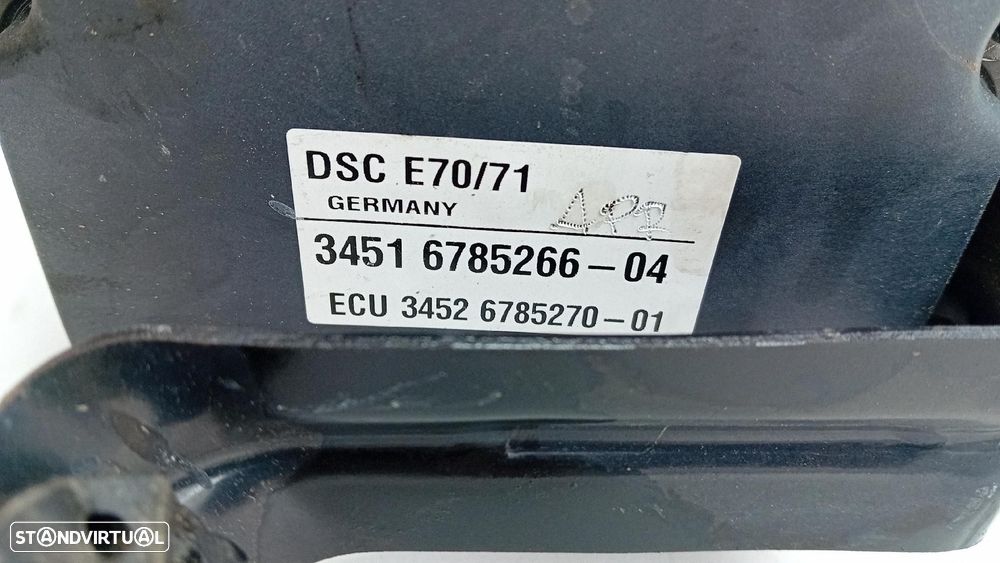 DSC E70/71
GERMANY
3451 6785266-04
ECU 3452 6785270-01
STANDVIRTUAL